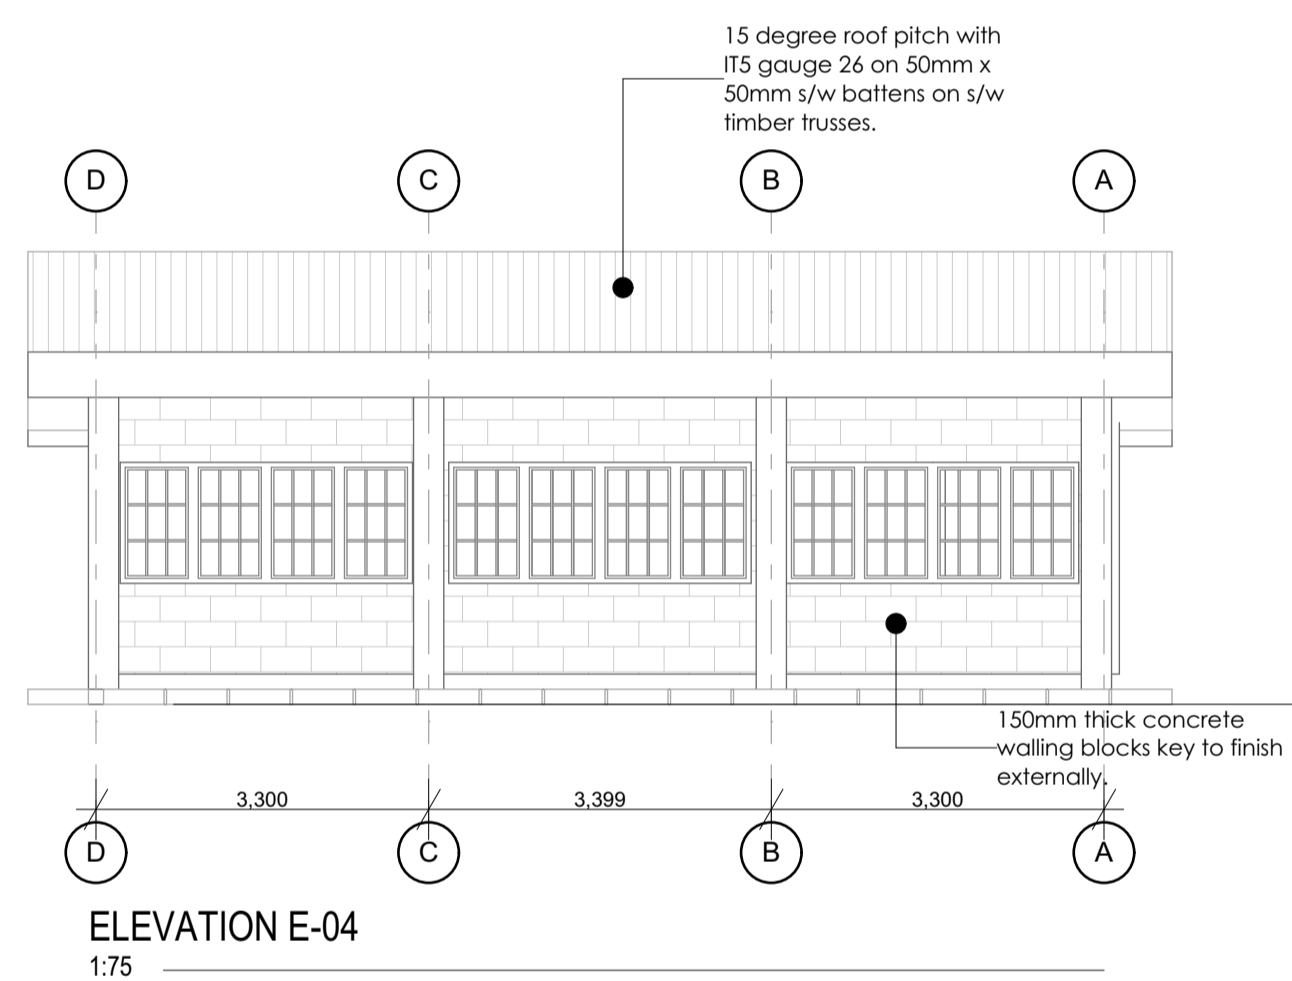 15 degree roof pitch with
IT5 gauge 26 on 50mm x
50mm s/w battens on s/w
timber trusses.
D
C
B
A
150mm thick concrete
walling blocks key to finish
externally.
3,300
3,399
3,300
D
C
B
A
ELEVATION E-04
1:75